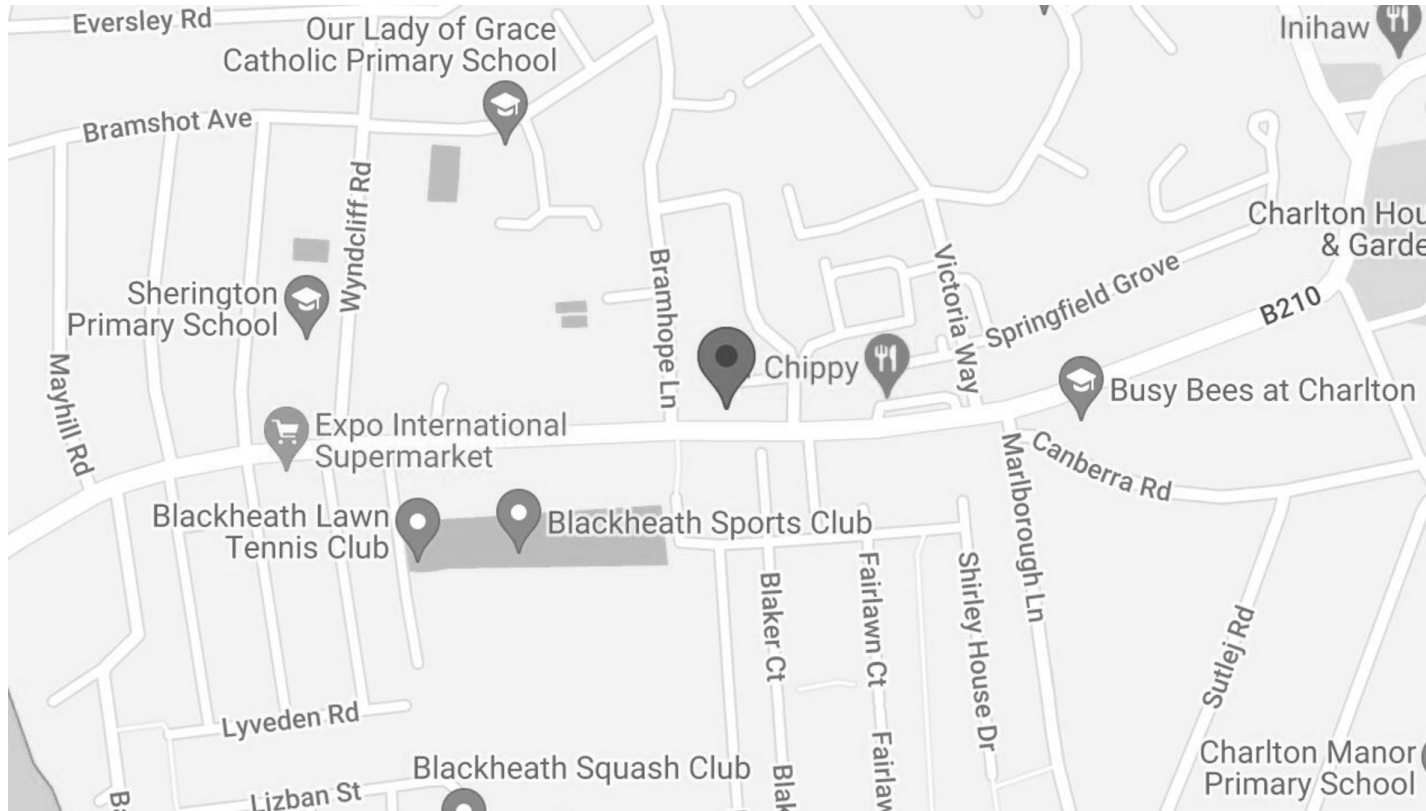 Eversley Rd
Our Lady of Grace
Catholic Primary School
Inihaw
Bramshot Ave
Wyndcliff Rd
Charlton Hou
& Garde
Bramhope Ln
Victoria Way
Springfield Grove
B210
Sherington
Primary School
Mayhill Rd
Chippy
Busy Bees at Charlton
Expo International
Supermarket
Marlborough Ln
Canberra Rd
Blackheath Lawn
Tennis Club
Blackheath Sports Club
Blaker Ct
Fairlawn Ct
Shirley House Dr
Sutlej Rd
Lyveden Rd
Blackheath Squash Club
Charlton Manor
Primary School
Lizban St
Ba
Blak
Fairlaw